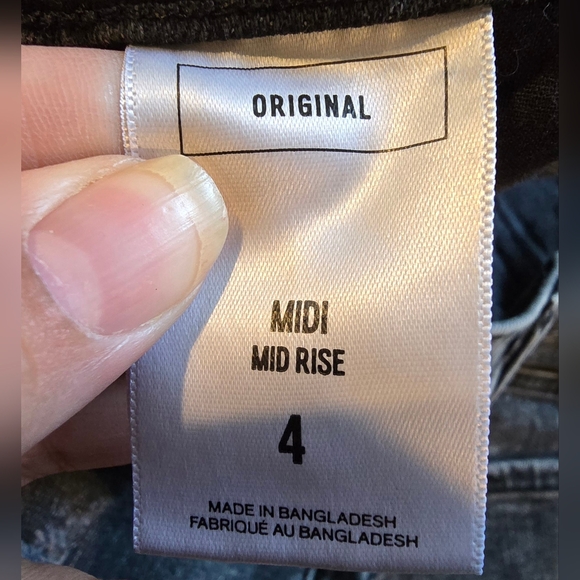 ORIGINAL
MIDI
MID RISE
4
MADE IN BANGLADESH
FABRIQUÉ AU BANGLADESH